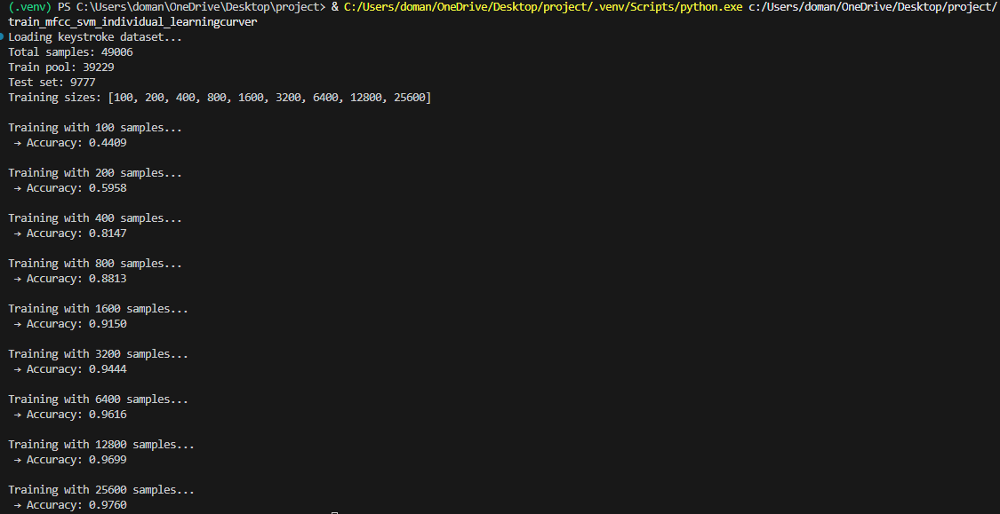 (.venv) PS C:\Users\doman\OneDrive\Desktop\project> & C:/Users/doman/OneDrive/Desktop/project/.venv/Scripts/python.exe c:/Users/doman/OneDrive/Desktop/project/
train_mfcc_svm_individual_learningcurver
Loading keystroke dataset...
Total samples: 49006
Train pool: 39229
Test set: 9777
Training sizes: [100, 200, 400, 800, 1600, 3200, 6400, 12800, 25600]
Training with 100 samples...
→ Accuracy: 0.4409
Training with 200 samples...
→ Accuracy: 0.5958
Training with 400 samples...
→ Accuracy: 0.8147
Training with 800 samples...
→ Accuracy: 0.8813
Training with 1600 samples...
→ Accuracy: 0.9150
Training with 3200 samples...
→ Accuracy: 0.9444
Training with 6400 samples...
→ Accuracy: 0.9616
Training with 12800 samples...
→ Accuracy: 0.9699
Training with 25600 samples...
→ Accuracy: 0.9760